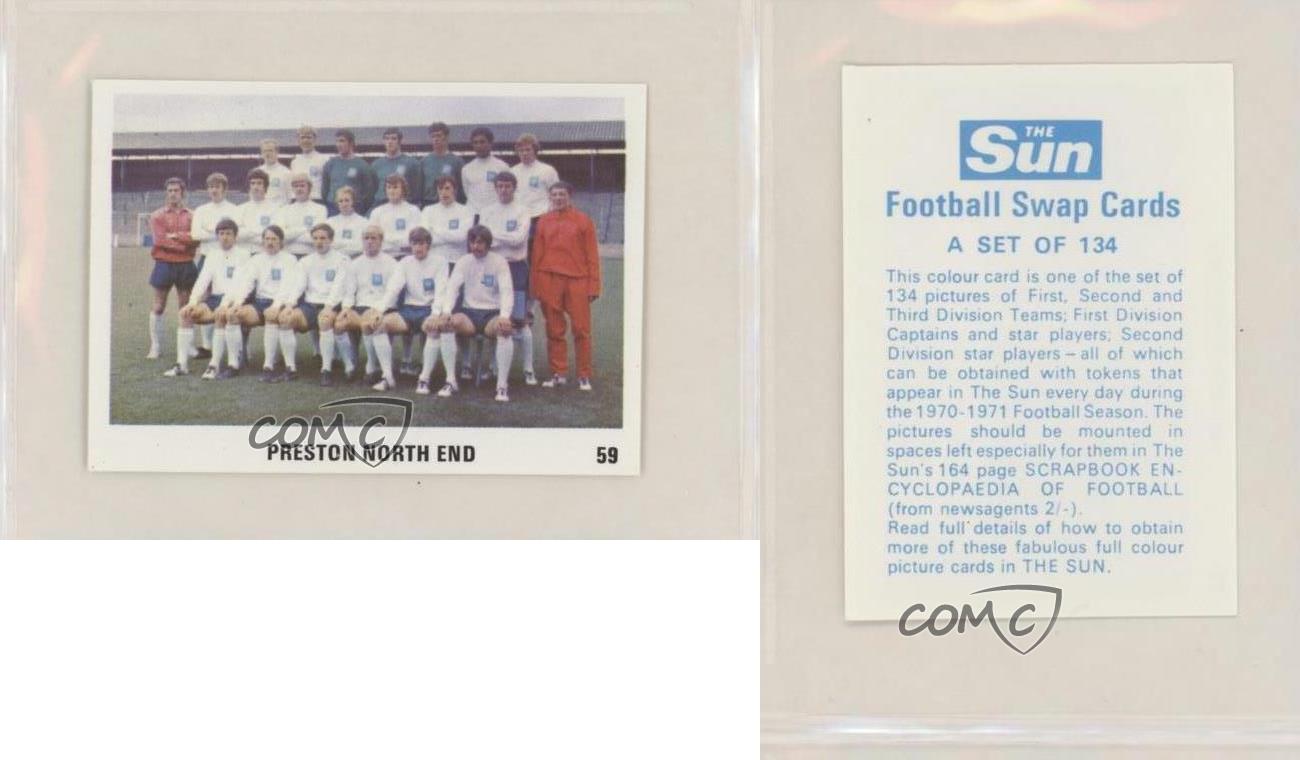 PRESTON NORTH END 59
COMC
THE
Sun
Football Swap Cards
A SET OF 134
This colour card is one of the set of
134 pictures of First, Second and
Third Division Teams; First Division
Captains and star players; Second
Division star players – all of which
can be obtained with tokens that
appear in The Sun every day during
the 1970-1971 Football Season. The
pictures should be mounted in
spaces left especially for them in The
Sun's 164 page SCRAPBOOK EN-
CYCLOPAEDIA OF FOOTBALL
(from newsagents 2/-).
Read full details of how to obtain
more of these fabulous full colour
picture cards in THE SUN.
COMC